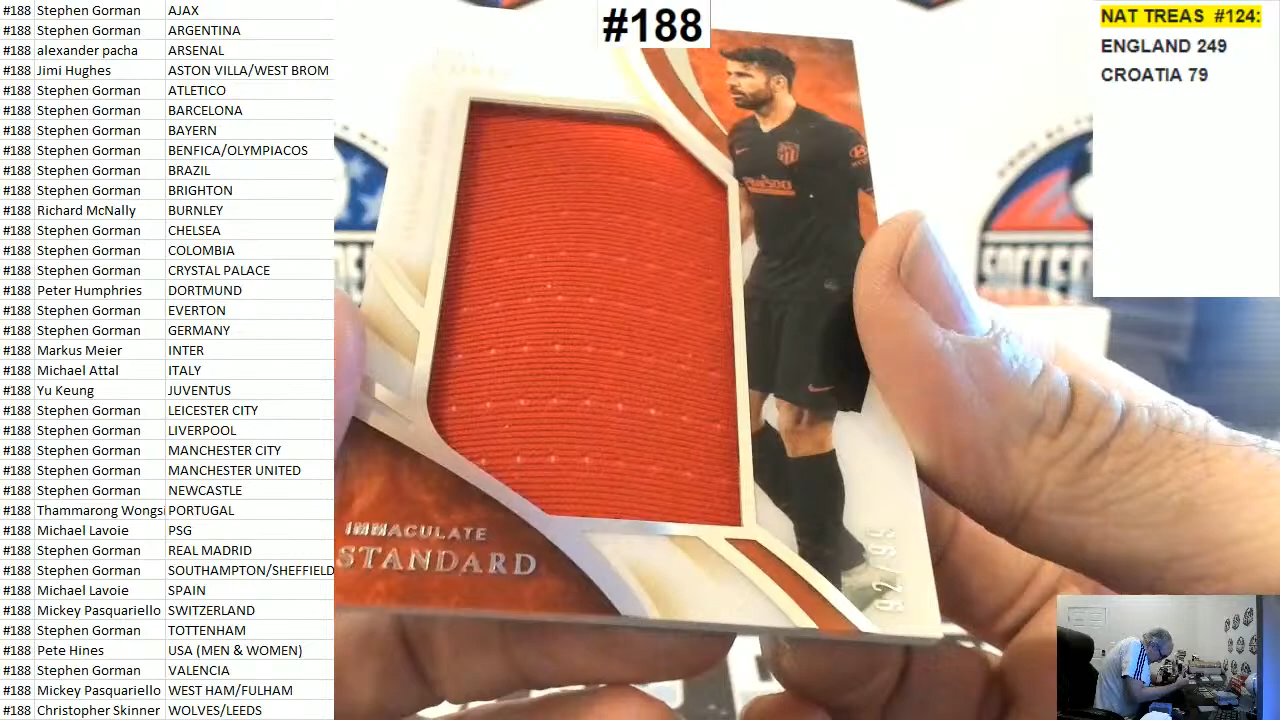 #188 Stephen Gorman AJAX
#188 Stephen Gorman ARGENTINA
#188 alexander pacha ARSENAL
#188 Jimi Hughes ASTON VILLA/WEST BROM
#188 Stephen Gorman ATLETICO
#188 Stephen Gorman BARCELONA
#188 Stephen Gorman BAYERN
#188 Stephen Gorman BENFICA/OLYMPIACOS
#188 Stephen Gorman BRAZIL
#188 Stephen Gorman BRIGHTON
#188 Richard McNally BURNLEY
#188 Stephen Gorman CHELSEA
#188 Stephen Gorman COLOMBIA
#188 Stephen Gorman CRYSTAL PALACE
#188 Peter Humphries DORTMUND
#188 Stephen Gorman EVERTON
#188 Stephen Gorman GERMANY
#188 Markus Meier INTER
#188 Michael Attal ITALY
#188 Yu Keung JUVENTUS
#188 Stephen Gorman LEICESTER CITY
#188 Stephen Gorman LIVERPOOL
#188 Stephen Gorman MANCHESTER CITY
#188 Stephen Gorman MANCHESTER UNITED
#188 Stephen Gorman NEWCASTLE
#188 Thammarong Wongsi PORTUGAL
#188 Michael Lavoie PSG
#188 Stephen Gorman REAL MADRID
#188 Stephen Gorman OUTHAMPTON/SHEFFIELD
#188 Michael Lavoie SPAIN
#188 Mickey Pasquariello SWITZERLAND
#188 Stephen Gorman TOTTENHAM
#188 Pete Hines USA (MEN & WOMEN)
#188 Stephen Gorman VALENCIA
#188 Mickey Pasquariello WEST HAM/FULHAM
#188 Christopher Skinner WOLVES/LEEDS
#188
IMMACULATE
STANDARD
92/99
SOCCER
NAT TREAS #124:
ENGLAND 249
CROATIA 79